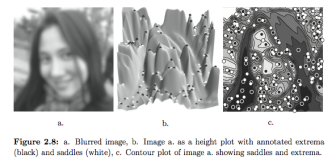 a.
b.
c.
Figure 2.8: a. Blurred image, b. Image a. as a height plot with annotated extrema
(black) and saddles (white), c. Contour plot of image a. showing saddles and extrema.